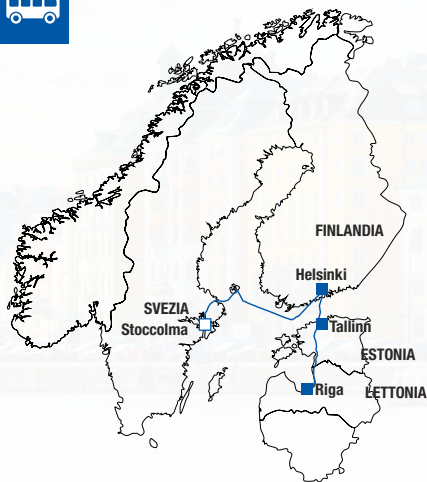 FINLANDIA
Helsinki
SVEZIA
Stoccolma
Tallinn
ESTONIA
Riga
LETTONIA